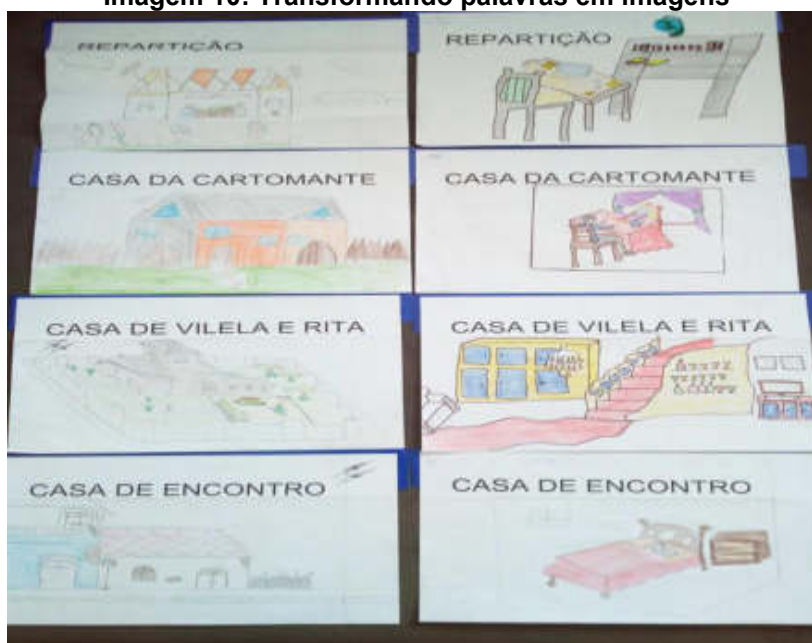 Imagem 10: Transformando palavras em imagens
REPARTIÇÃO
REPARTIÇÃO
CASA DA CARTOMANTE
CASA DA CARTOMANTE
CASA DE VILELA E RITA
CASA DE VILELA E RITA
CASA DE ENCONTRO
CASA DE ENCONTRO